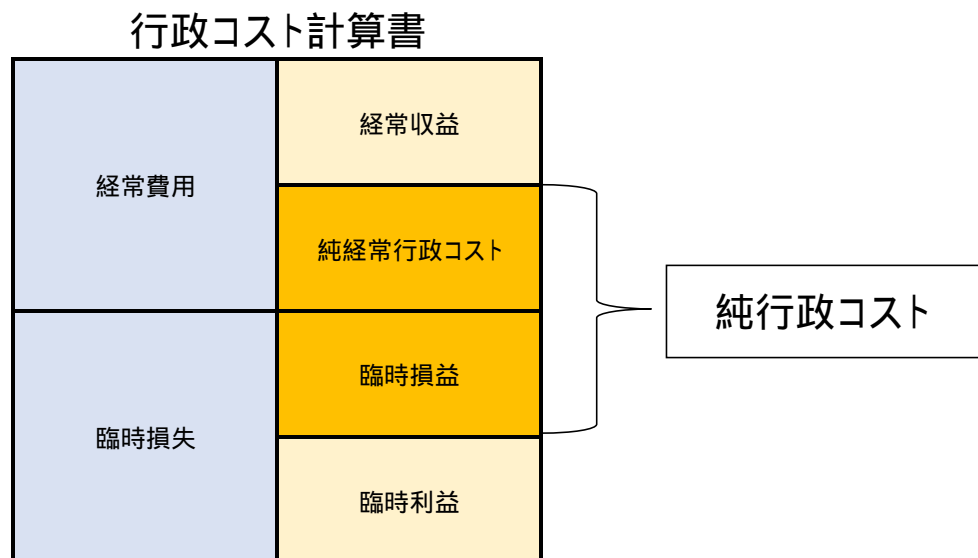 行政コスト計算書
経常費用
経常収益
純経常行政コスト
臨時損失
臨時損益
臨時利益
純行政コスト